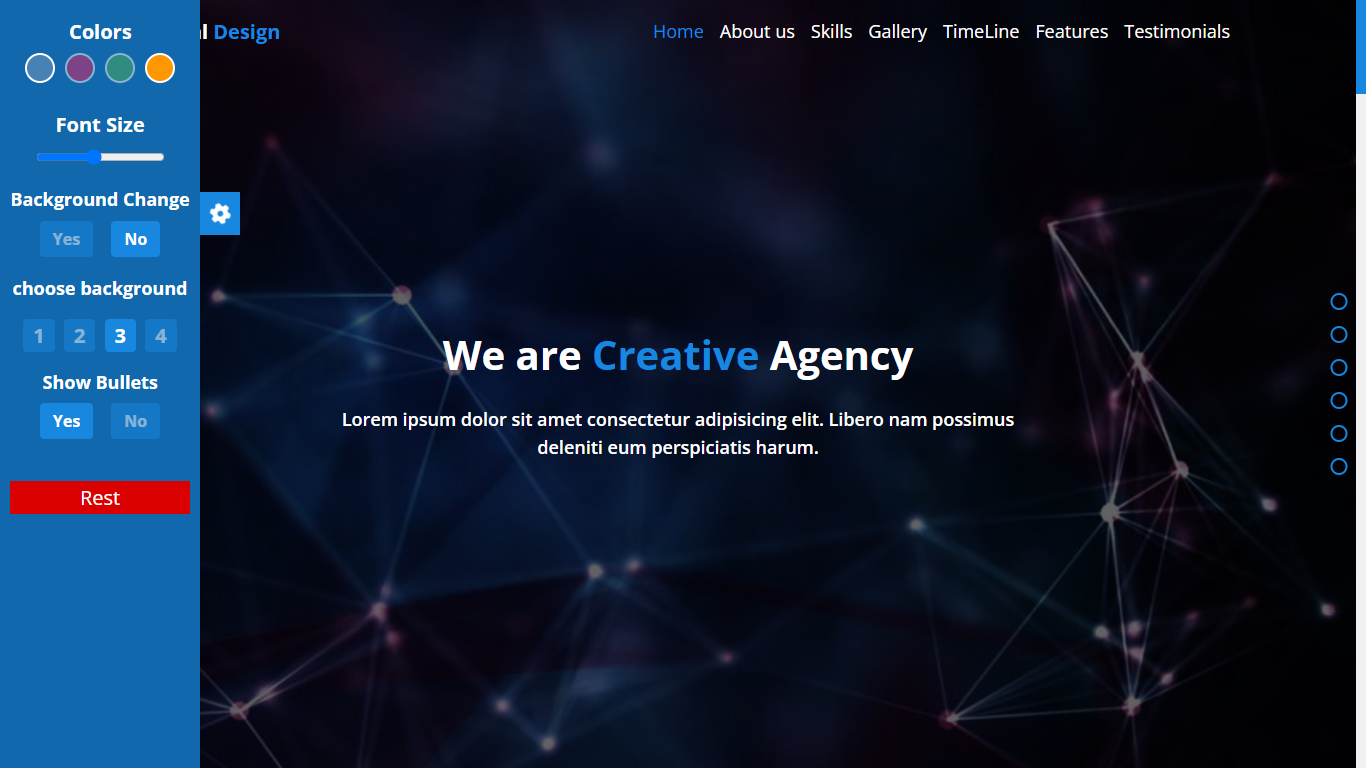 Colors
Font Size
Background Change
Yes No
choose background
1 2 3 4
Show Bullets
Yes No
Rest
Design
Home About us Skills Gallery TimeLine Features Testimonials
We are Creative Agency
Lorem ipsum dolor sit amet consectetur adipisicing elit. Libero nam possimus
deleniti eum perspiciatis harum.